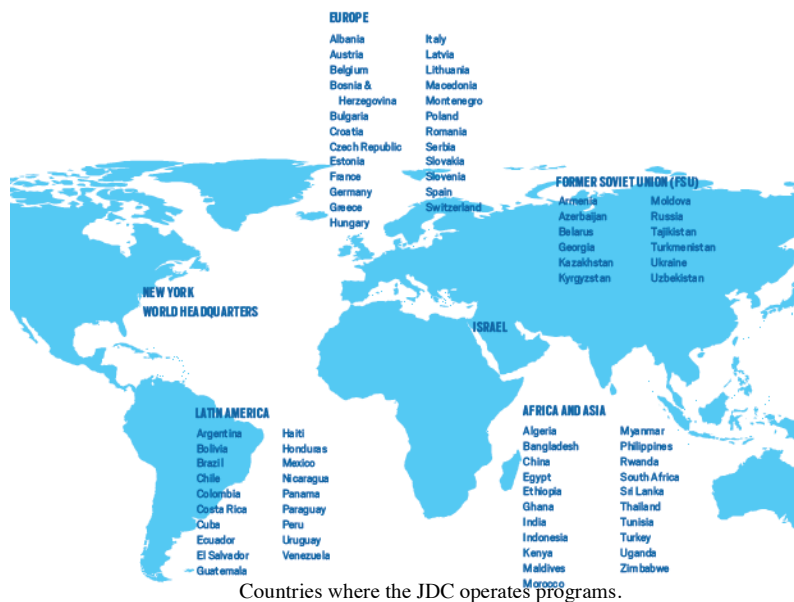 EUROPE
Albania
Austria
Belgium
Bosnia &
Herzegovina
Bulgaria
Croatia
Czech Republic
Estonia
France
Germany
Greece
Hungary
Italy
Latvia
Lithuania
Macedonia
Montenegro
Poland
Romania
Serbia
Slovakia
Slovenia
Spain
Switzerland
FORMER SOVIET UNION (FSU)
Armenia
Azerbaijan
Belarus
Georgia
Kazakhstan
Kyrgyzstan
Moldova
Russia
Tajikistan
Turkmenistan
Ukraine
Uzbekistan
NEW YORK
WORLD HEADQUARTERS
ISRAEL
LATIN AMERICA
Argentina
Bolivia
Brazil
Chile
Colombia
Costa Rica
Cuba
Ecuador
El Salvador
Guatemala
Haiti
Honduras
Mexico
Nicaragua
Panama
Paraguay
Peru
Uruguay
Venezuela
AFRICA AND ASIA
Algeria
Bangladesh
China
Egypt
Ethiopia
Ghana
India
Indonesia
Kenya
Maldives
Morocco
Myanmar
Philippines
Rwanda
South Africa
Sri Lanka
Thailand
Tunisia
Turkey
Uganda
Zimbabwe
Countries where the JDC operates programs.